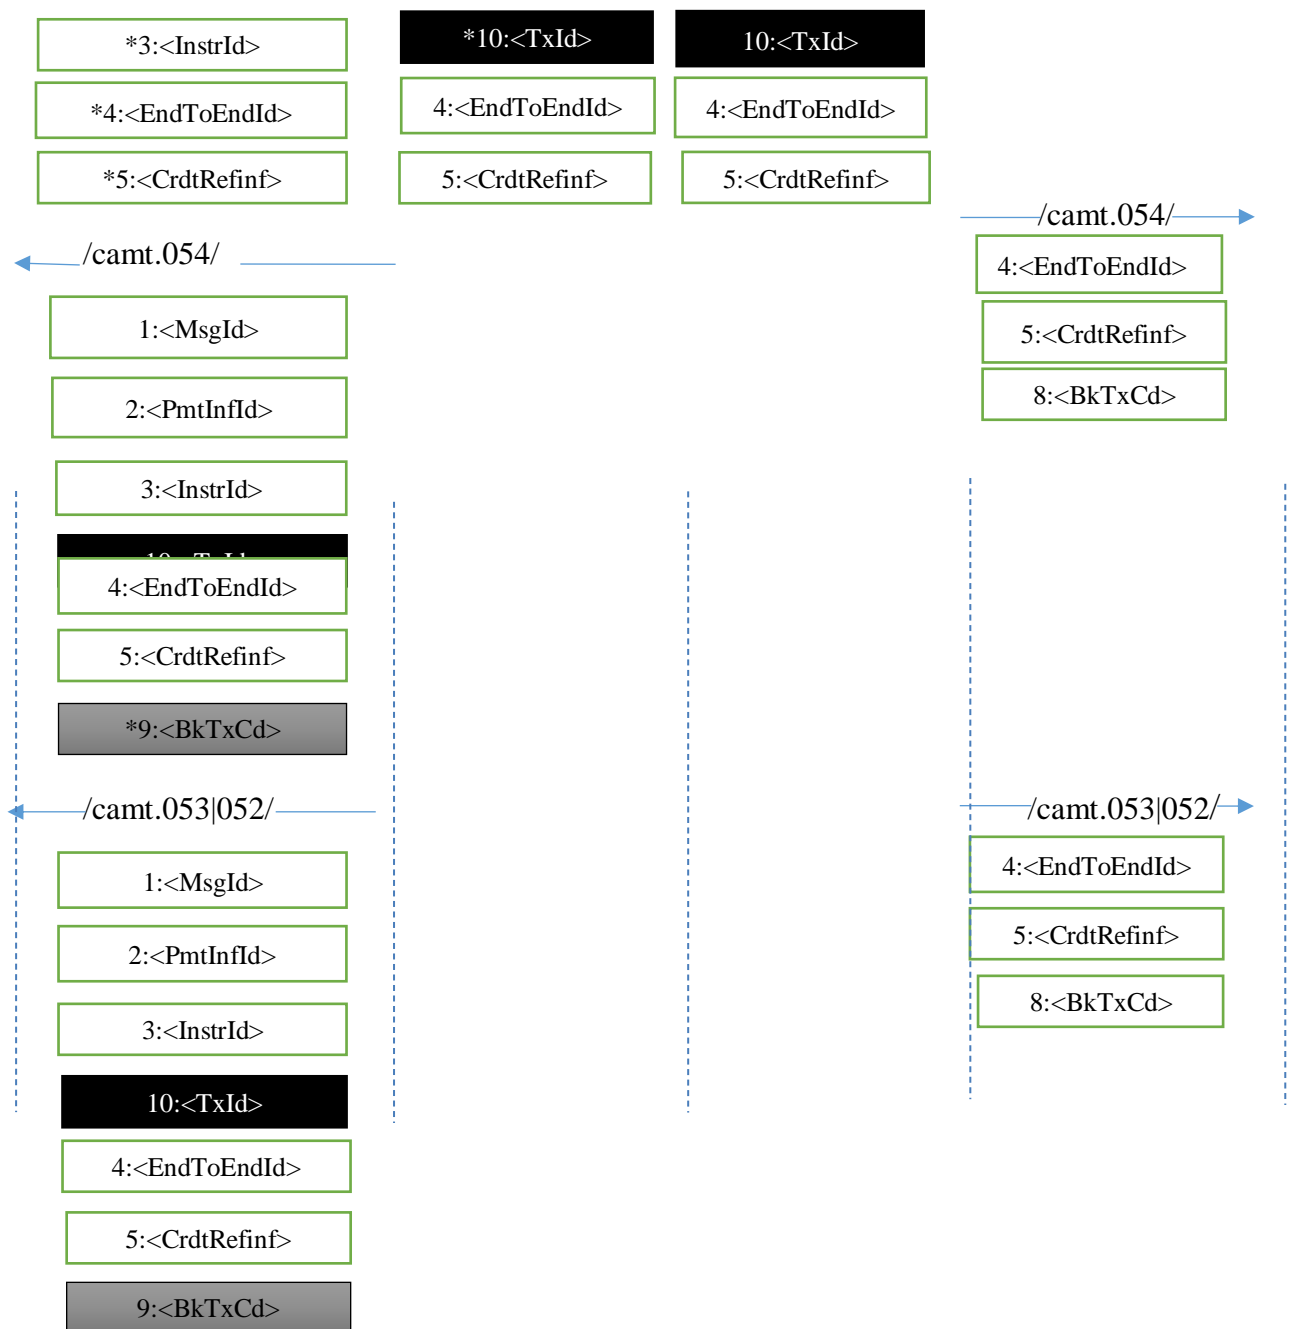 *3:<InstrId>
*10:<TxId>
10:<TxId>
*4:<EndToEndId>
4:<EndToEndId>
4:<EndToEndId>
*5:<CrdtRefinf>
5:<CrdtRefinf>
5:<CrdtRefinf>
/camt.054/
/camt.054/
4:<EndToEndId>
1:<MsgId>
5:<CrdtRefinf>
8:<BkTxCd>
2:<PmtInfId>
3:<InstrId>
4:<EndToEndId>
5:<CrdtRefinf>
*9:<BkTxCd>
/camt.053|052/
/camt.053|052/
1:<MsgId>
4:<EndToEndId>
2:<PmtInfId>
5:<CrdtRefinf>
3:<InstrId>
8:<BkTxCd>
10:<TxId>
4:<EndToEndId>
5:<CrdtRefinf>
9:<BkTxCd>